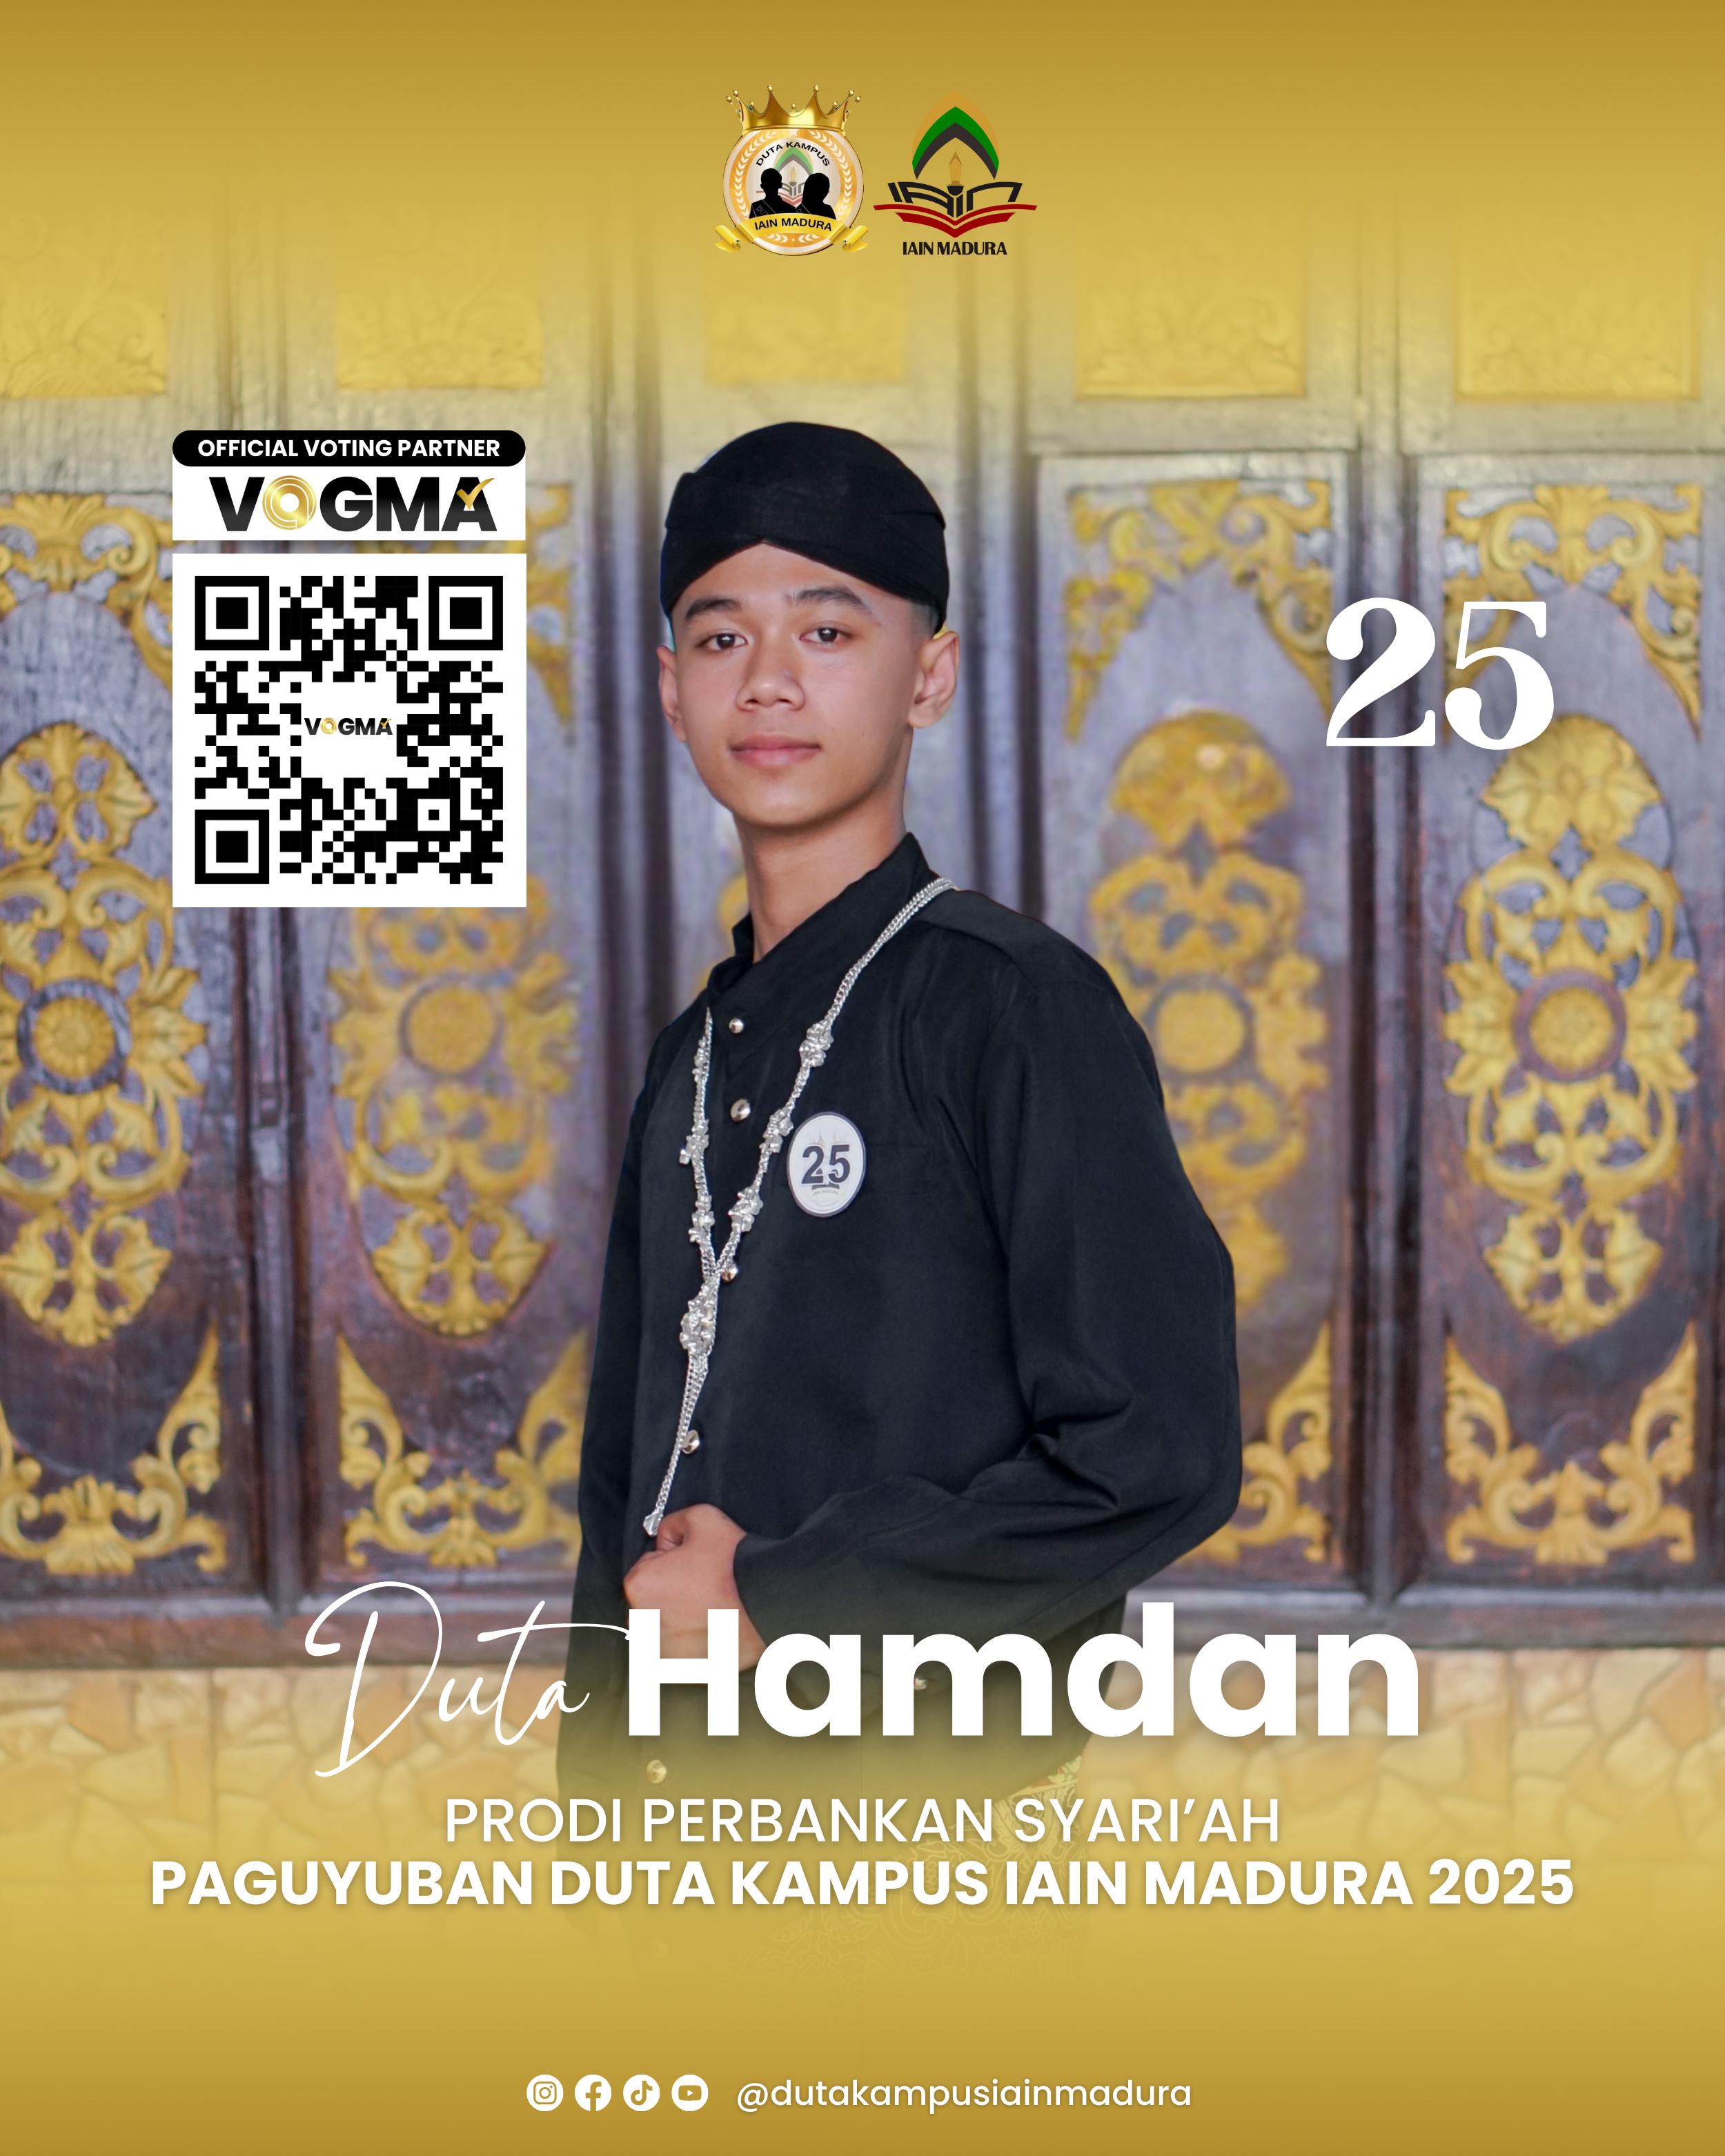 DUTA KAMPUS
IAIN MADURA
IAIN MADURA
OFFICIAL VOTING PARTNER
VOGMA
VOGMA
25
25
Duta Hamdan
PRODI PERBANKAN SYARI’AH
PAGUYUBAN DUTA KAMPUS IAIN MADURA 2025
@dutakampusiainmadura